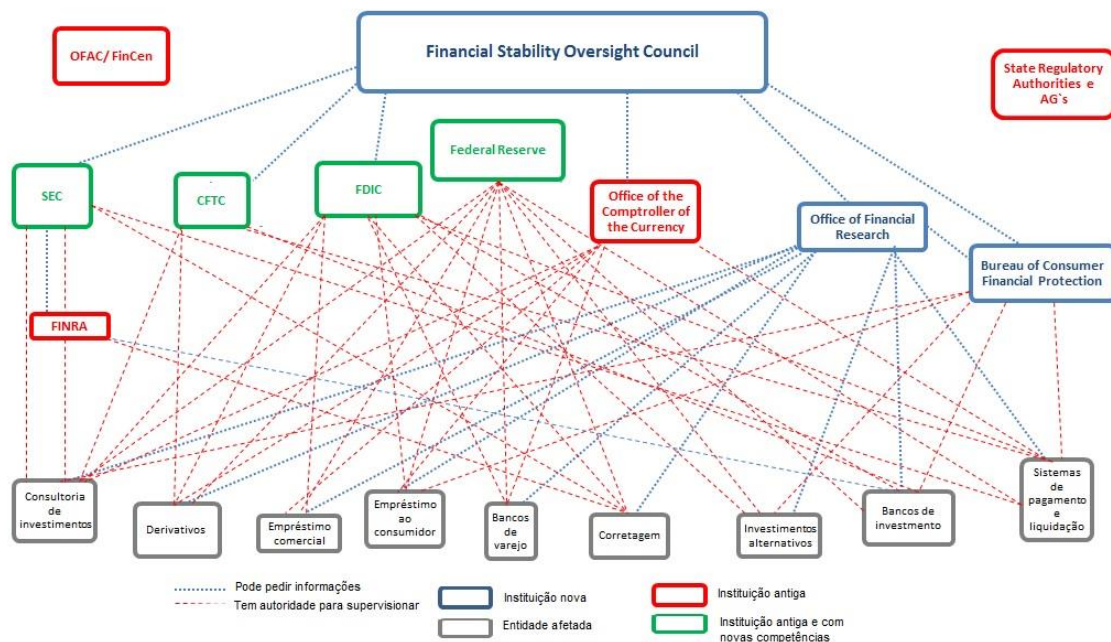 OFAC/ FinCen
Financial Stability Oversight Council
State Regulatory
Authorities e
AG`s
Federal Reserve
SEC
CFTC
FDIC
Office of the
Comptroller of
the Currency
Office of Financial
Research
Bureau of Consumer
Financial Protection
FINRA
Consultoria
de
investimentos
Derivativos
Empréstimo
comercial
Empréstimo
ao
consumidor
Bancos
de
varejo
Corretagem
Investimentos
alternativos
Bancos de
investmento
Sistemas
de
pagamento
e
liquidação
Pode pedir informações
Tem autoridade para supervisionar
Instituição nova
Entidade afetada
Instituição antiga
Instituição antiga e com
novas competências